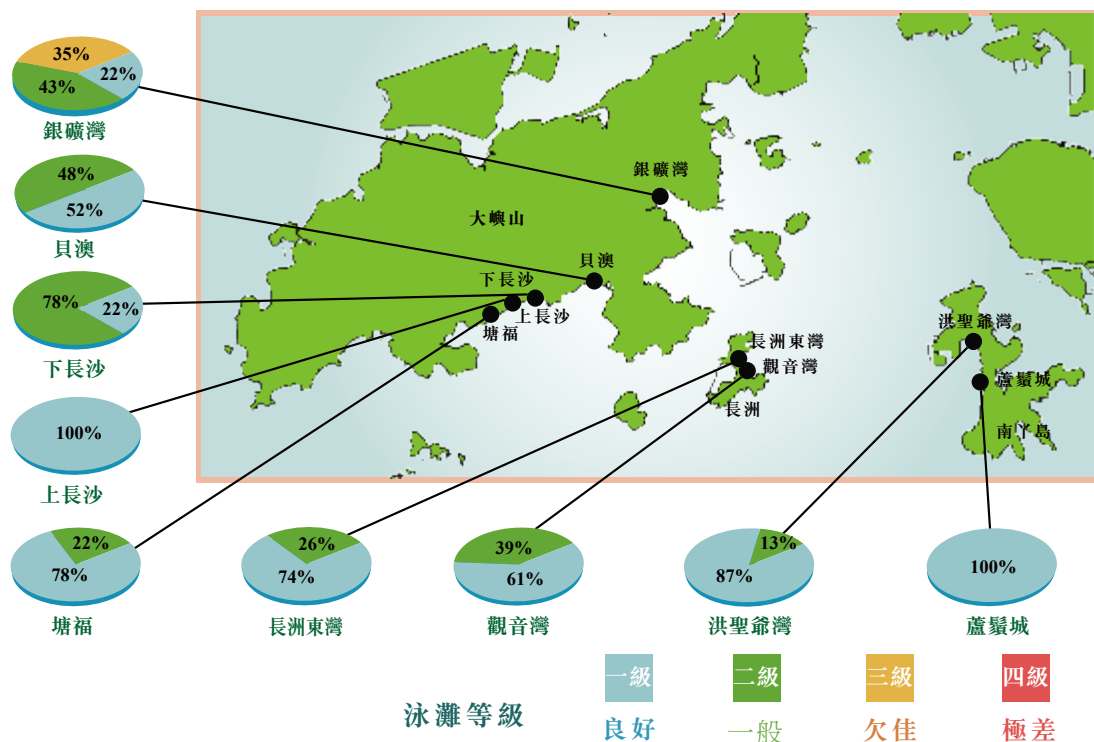 35%
22%
43%
銀礦灣
48%
52%
貝澳
78%
22%
下長沙
100%
上長沙
22%
78%
塘福
26%
74%
長洲東灣
39%
61%
觀音灣
13%
87%
洪聖爺灣
100%
蘆鬚城
銀礦灣
大嶼山
貝澳
下長沙
上長沙
塘福
長洲東灣
觀音灣
長洲
洪聖爺灣
蘆鬚城
南丫島
泳灘等級
一級
二級
三級
四級
良好
一般
欠佳
極差